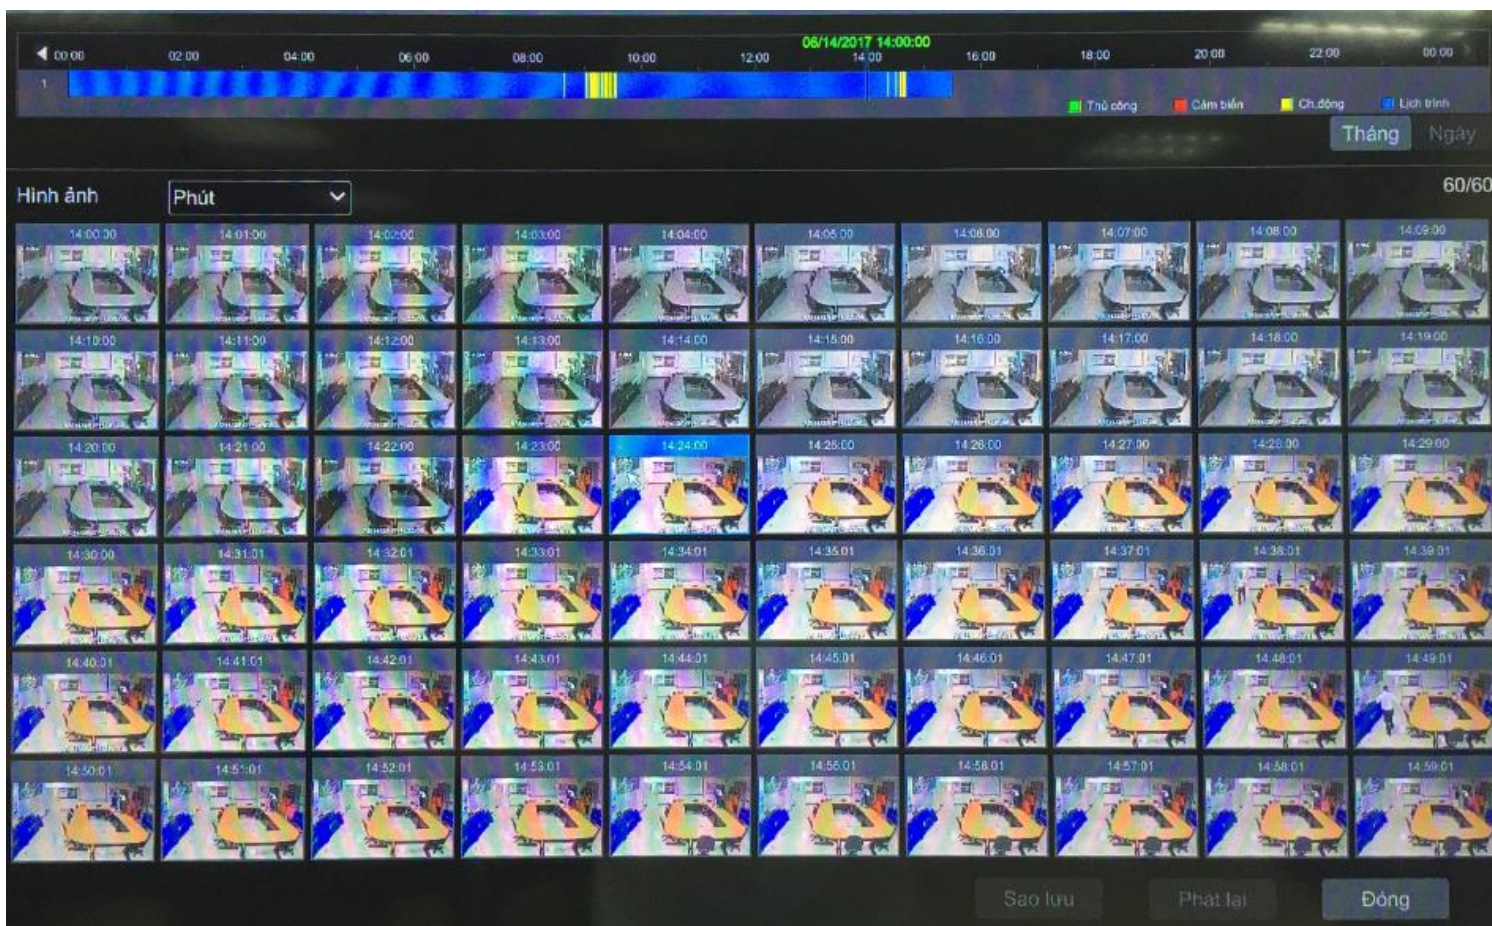 06/14/2017 14:00:00
00:00 02:00 04:00 06:00 08:00 10:00 12:00 14:00 16:00 18:00 20:00 22:00 00:00
1
Thủ công Cảm biến Ch.động Lịch trình
Tháng Ngày
Hình ảnh Phút 60/60
14:00:00 14:01:00 14:02:00 14:03:00 14:04:00 14:05:00 14:06:00 14:07:00 14:08:00 14:09:00
14:10:00 14:11:00 14:12:00 14:13:00 14:14:00 14:15:00 14:16:00 14:17:00 14:18:00 14:19:00
14:20:00 14:21:00 14:22:00 14:23:00 14:24:00 14:25:00 14:26:00 14:27:00 14:28:00 14:29:00
14:30:00 14:31:01 14:32:01 14:33:01 14:34:01 14:35:01 14:36:01 14:37:01 14:38:01 14:39:01
14:40:01 14:41:01 14:42:01 14:43:01 14:44:01 14:45:01 14:46:01 14:47:01 14:48:01 14:49:01
14:50:01 14:51:01 14:52:01 14:53:01 14:54:01 14:55:01 14:56:01 14:57:01 14:58:01 14:59:01
Sao lưu Phát lại Đóng